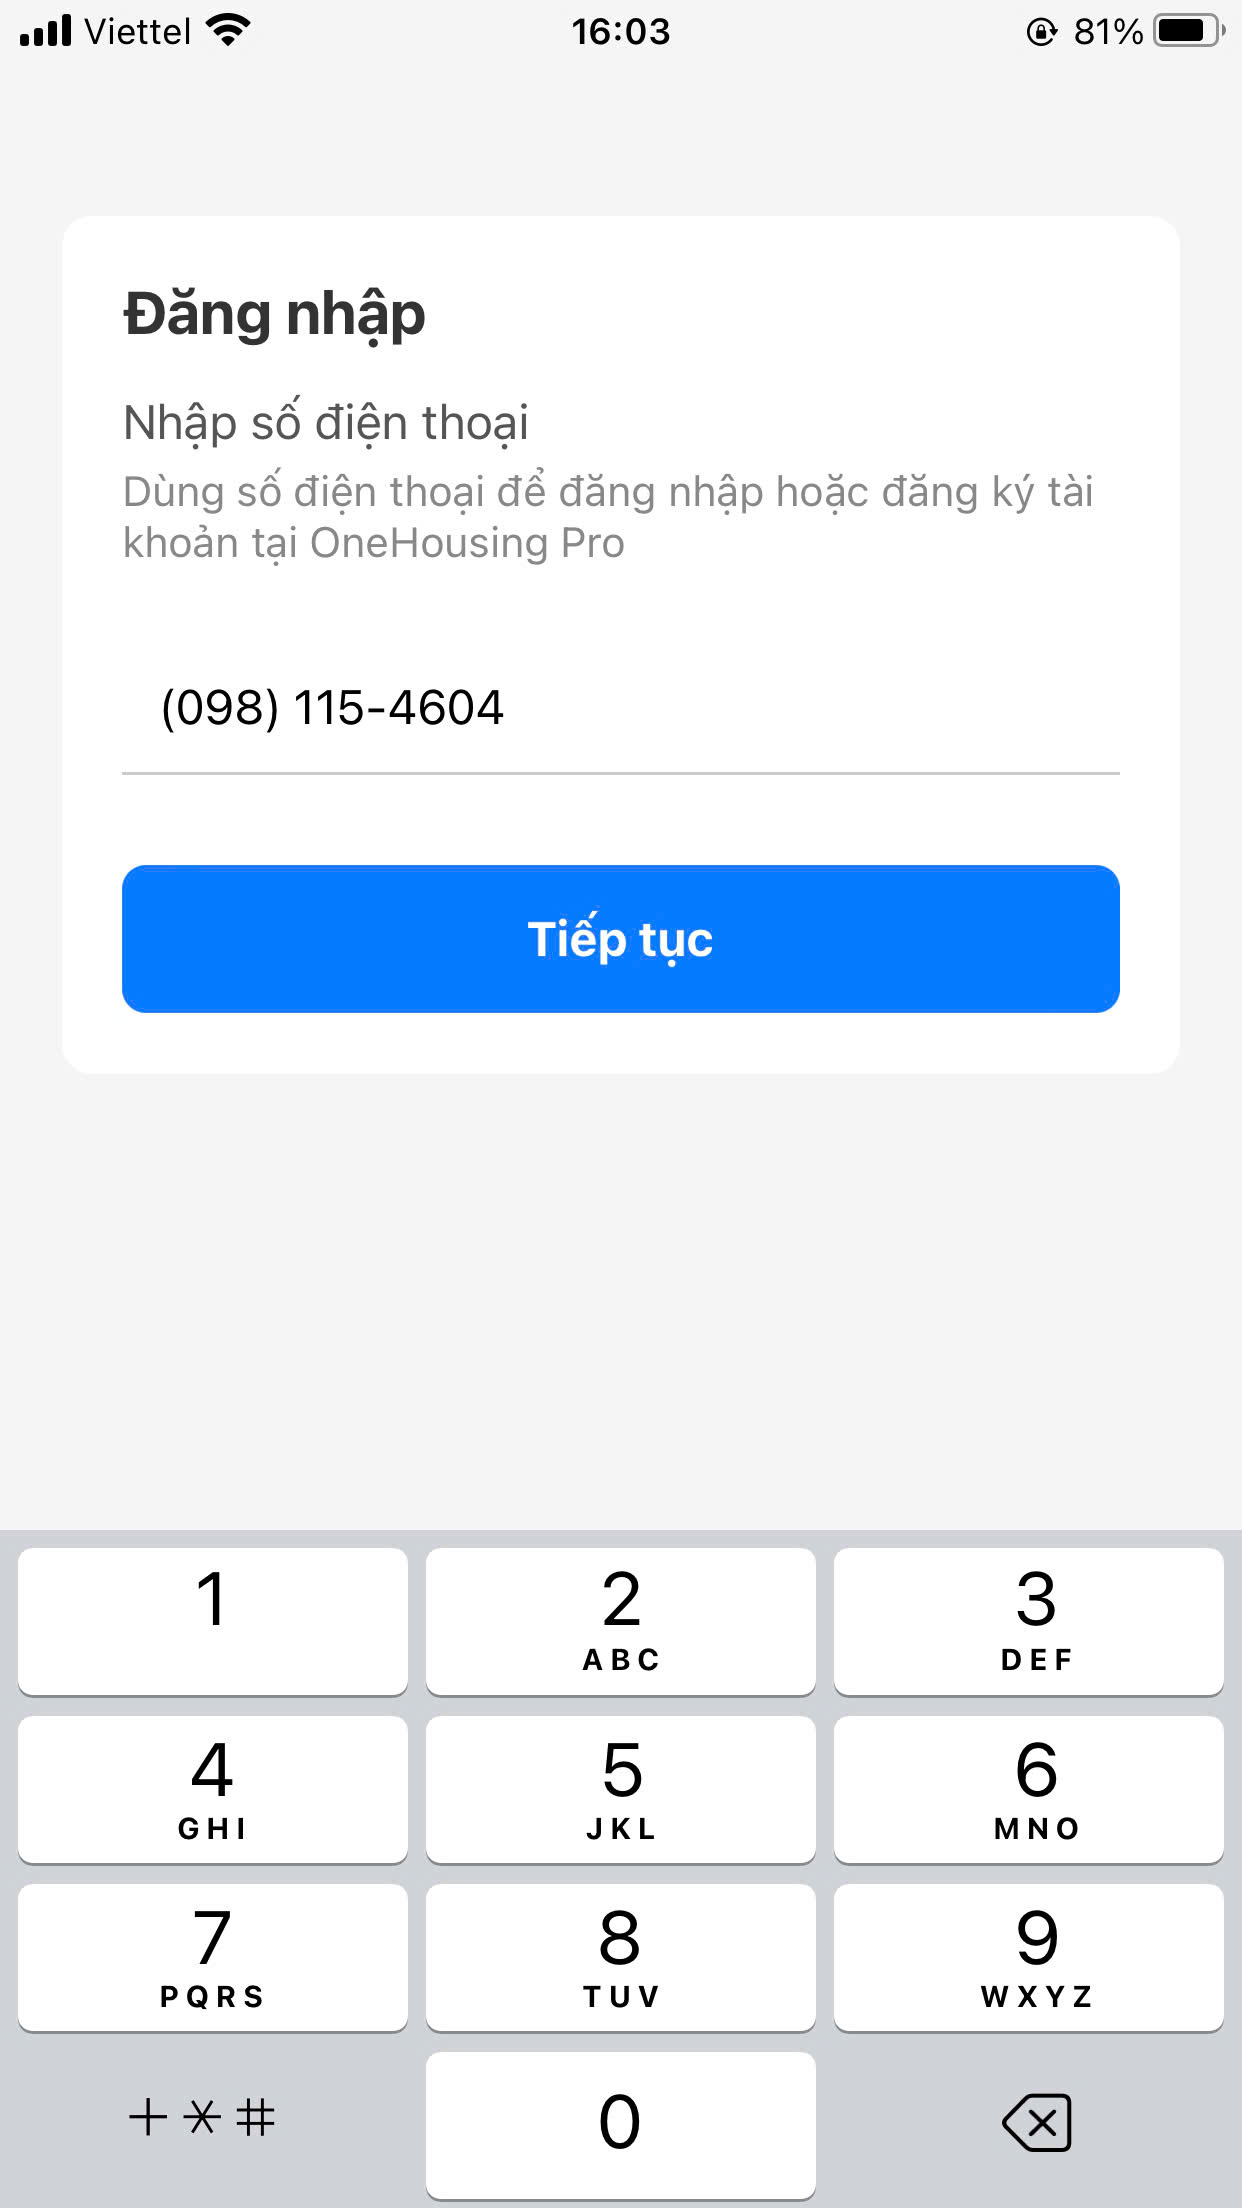 Viettel 16:03 81%
Đăng nhập
Nhập số điện thoại
Dùng số điện thoại để đăng nhập hoặc đăng ký tài
khoản tại OneHousing Pro
(098) 115-4604
Tiếp tục
1 2 3
ABC DEF
4 5 6
GHI JKL MNO
7 8 9
PQRS TUV WXYZ
+ * # 0